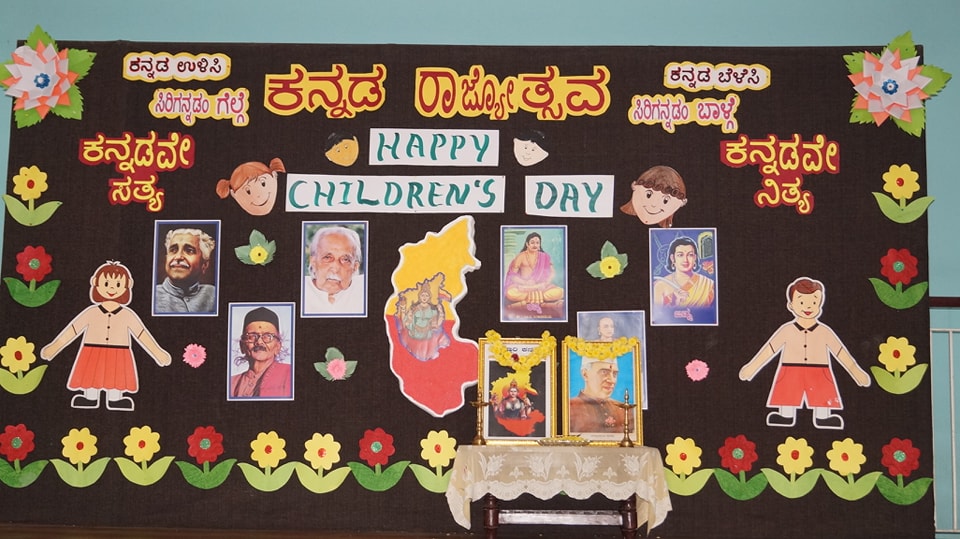 ಕನ್ನಡ ಉಳಿಸಿ
ಸಿರಿಗನ್ನಡಂ ಗೆಲ್ಗೆ
ಕನ್ನಡ ರಾಜ್ಯೋತ್ಸವ
ಕನ್ನಡ ಬೆಳೆಸಿ
ಸಿರಿಗನ್ನಡಂ ಬಾಳ್ಗೆ
ಕನ್ನಡವೇ
ಸತ್ಯ
HAPPY
CHILDREN'S DAY
ಕನ್ನಡವೇ
ನಿತ್ಯ